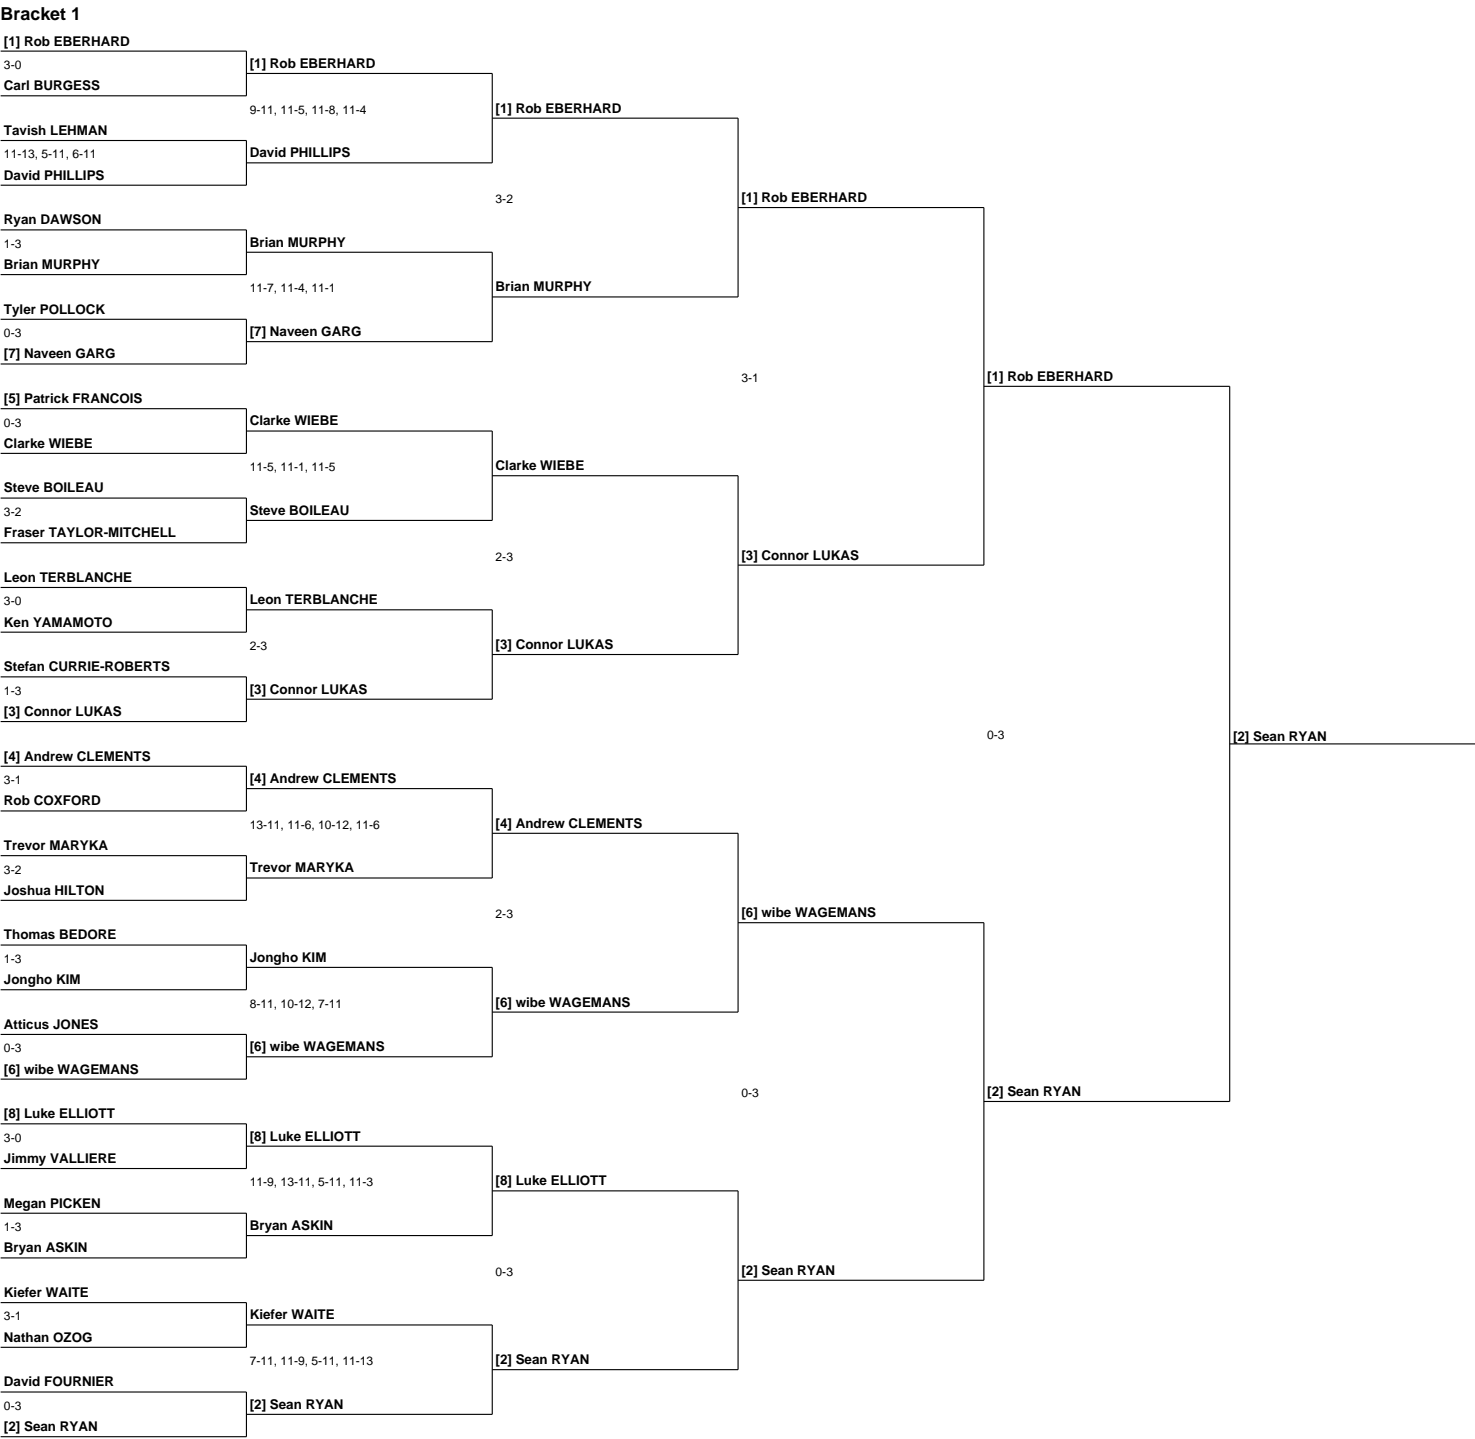 Bracket 1
[1] Rob EBERHARD
3-0
Carl BURGESS
Tavish LEHMAN
11-13, 5-11, 6-11
David PHILLIPS
Ryan DAWSON
1-3
Brian MURPHY
Tyler POLLOCK
0-3
[7] Naveen GARG
[5] Patrick FRANCOIS
0-3
Clarke WIEBE
Steve BOILEAU
3-2
Fraser TAYLOR-MITCHELL
Leon TERBLANCHE
3-0
Ken YAMAMOTO
Stefan CURRIE-ROBERTS
1-3
[3] Connor LUKAS
[4] Andrew CLEMENTS
3-1
Rob COXFORD
Trevor MARYKA
3-2
Joshua HILTON
Thomas BEDORE
1-3
Jongho KIM
Atticus JONES
0-3
[6] wibe WAGEMANS
[8] Luke ELLIOTT
3-0
Jimmy VALLIERE
Megan PICKEN
1-3
Bryan ASKIN
Kiefer WAITE
3-1
Nathan OZOG
David FOURNIER
0-3
[2] Sean RYAN
[1] Rob EBERHARD
9-11, 11-5, 11-8, 11-4
David PHILLIPS
Brian MURPHY
11-7, 11-4, 11-1
[7] Naveen GARG
Clarke WIEBE
11-5, 11-1, 11-5
Steve BOILEAU
Leon TERBLANCHE
2-3
[3] Connor LUKAS
[4] Andrew CLEMENTS
13-11, 11-6, 10-12, 11-6
Trevor MARYKA
Jongho KIM
8-11, 10-12, 7-11
[6] wibe WAGEMANS
[8] Luke ELLIOTT
11-9, 13-11, 5-11, 11-3
Bryan ASKIN
Kiefer WAITE
7-11, 11-9, 5-11, 11-13
[2] Sean RYAN
[1] Rob EBERHARD
3-2
Brian MURPHY
Clarke WIEBE
2-3
[3] Connor LUKAS
[4] Andrew CLEMENTS
2-3
[6] wibe WAGEMANS
[8] Luke ELLIOTT
0-3
[2] Sean RYAN
[1] Rob EBERHARD
3-1
[3] Connor LUKAS
[6] wibe WAGEMANS
0-3
[2] Sean RYAN
[1] Rob EBERHARD
0-3
[2] Sean RYAN
[2] Sean RYAN